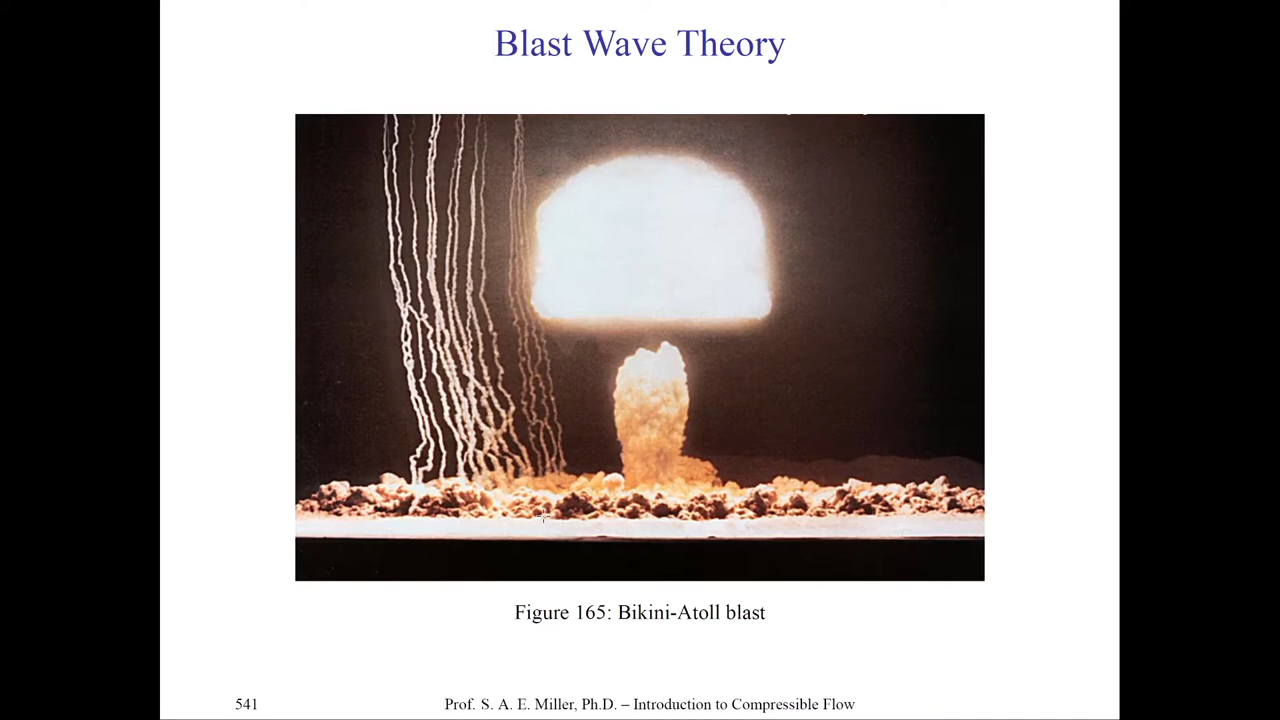 Blast Wave Theory
Figure 165: Bikini-Atoll blast
541
Prof. S. A. E. Miller, Ph.D. – Introduction to Compressible Flow